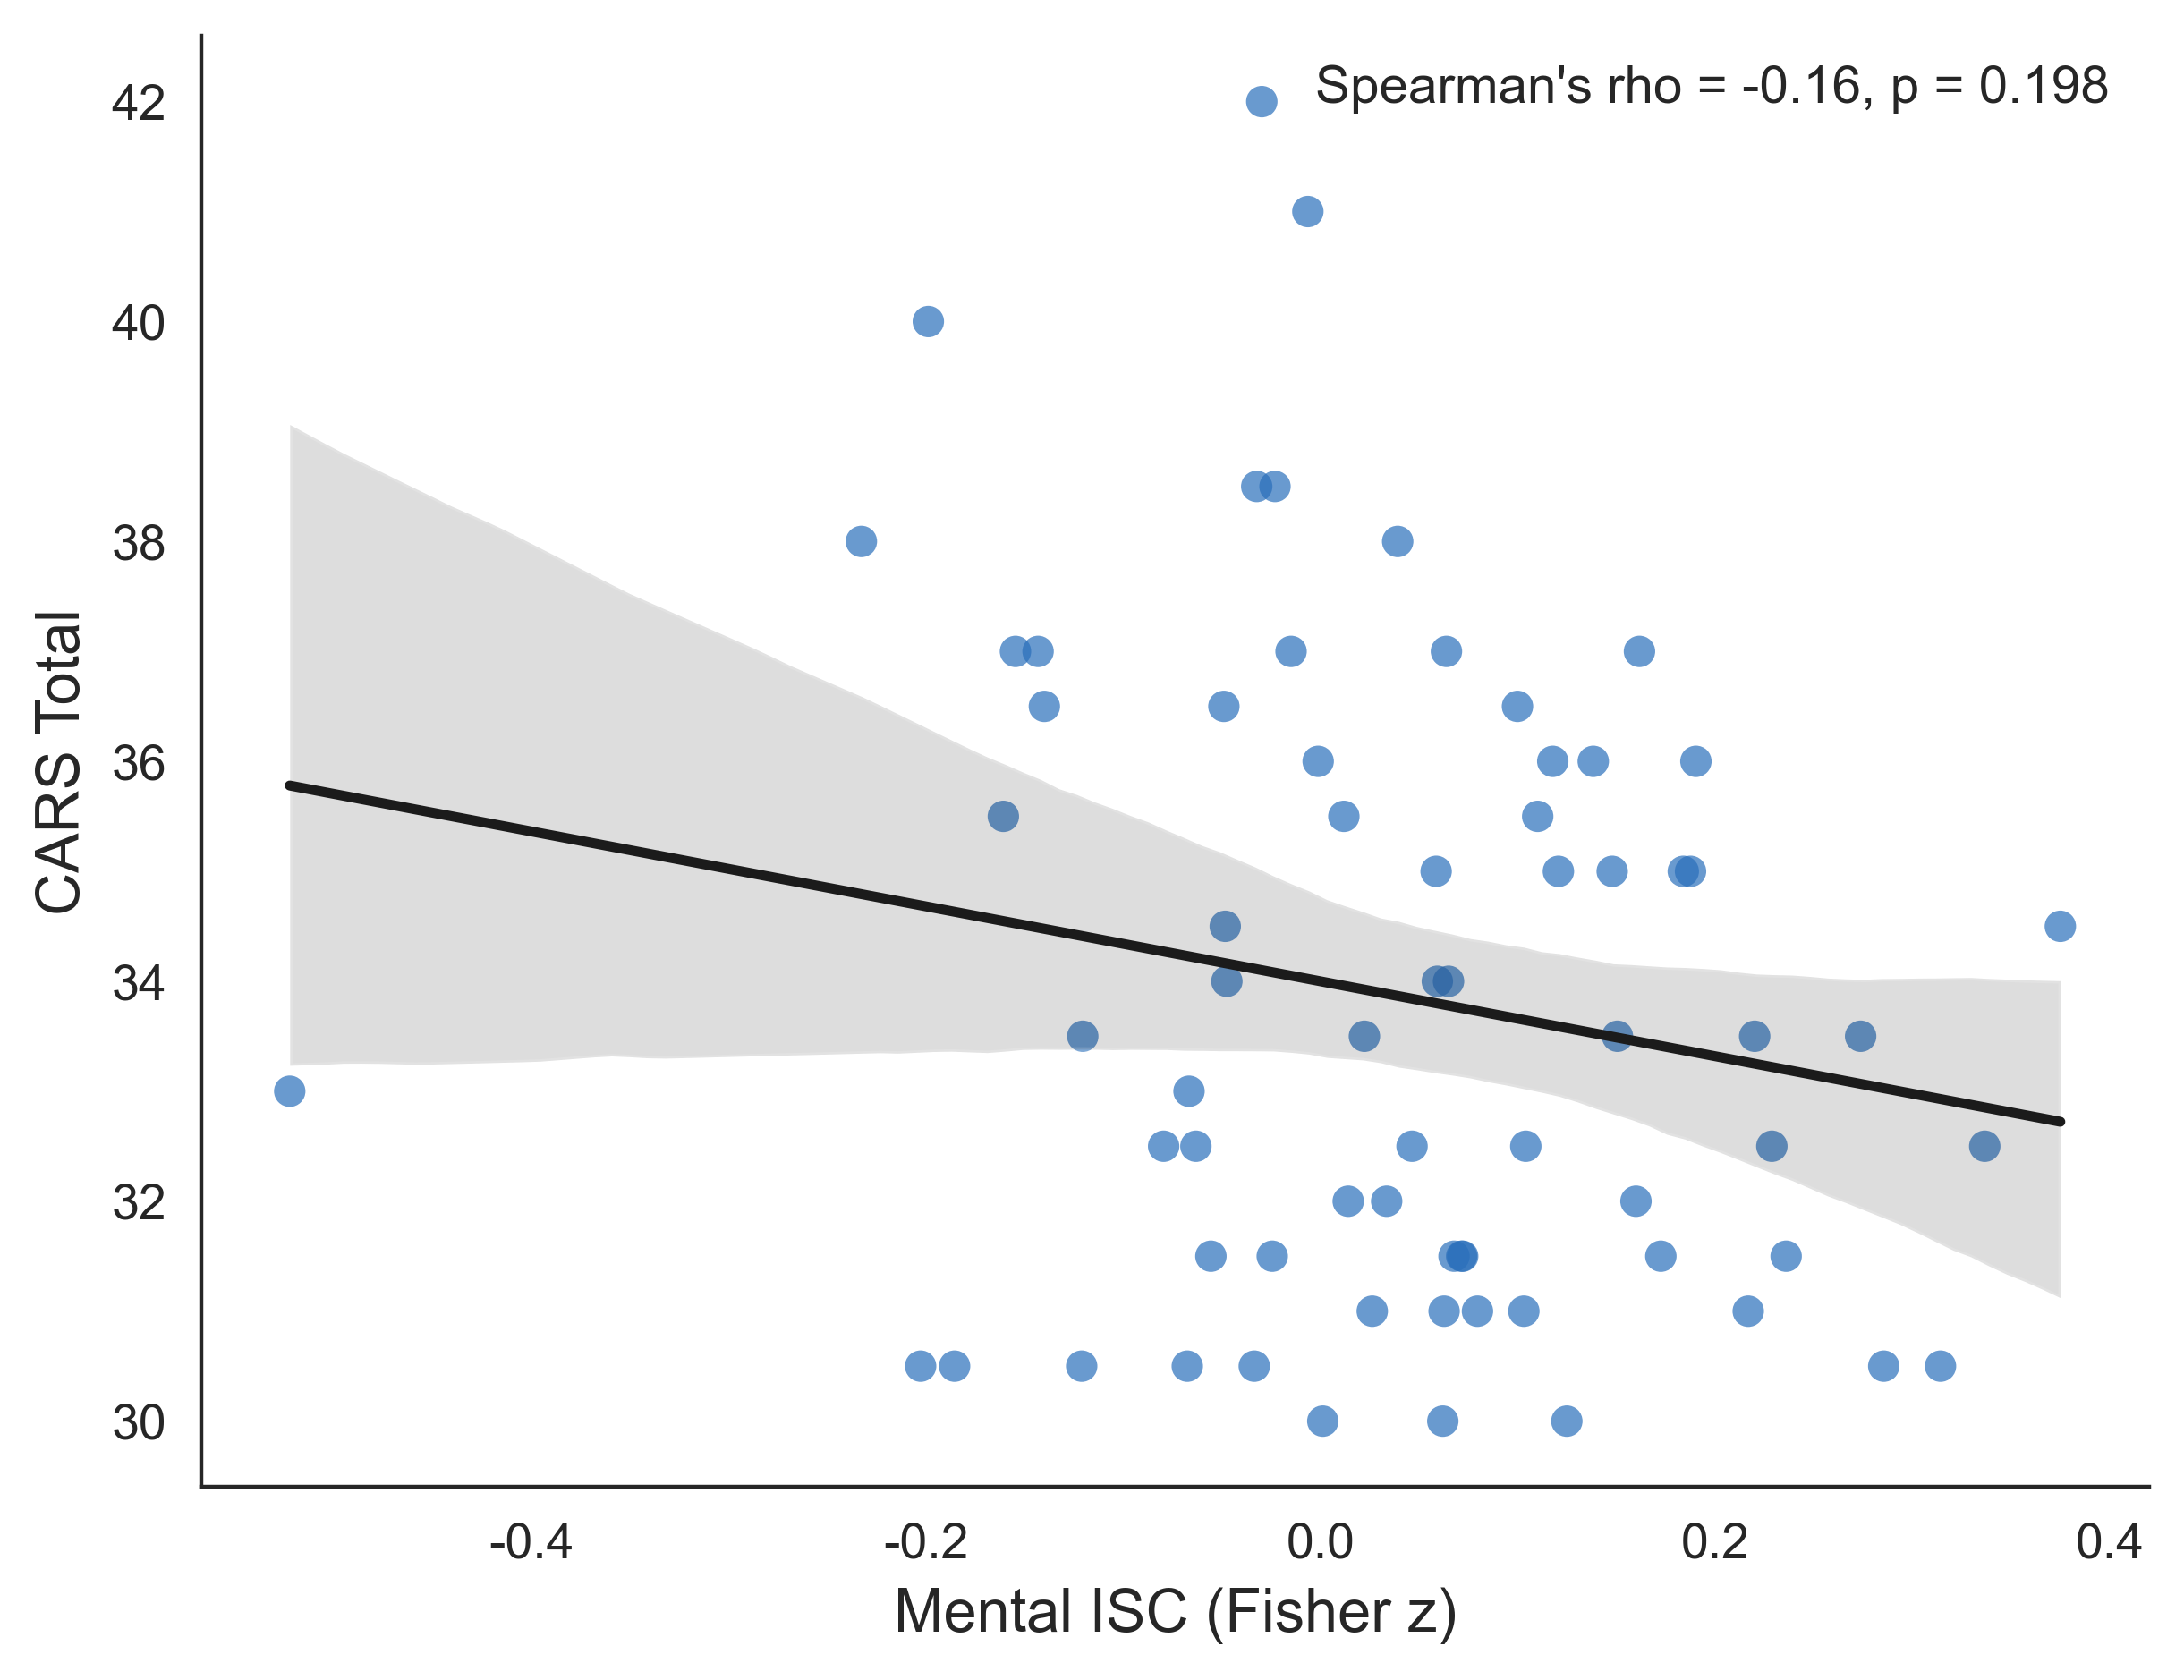 Spearman's rho = -0.16, p = 0.198
42
40
38
36
34
32
30
CARS Total
-0.4 -0.2 0.0 0.2 0.4
Mental ISC (Fisher z)